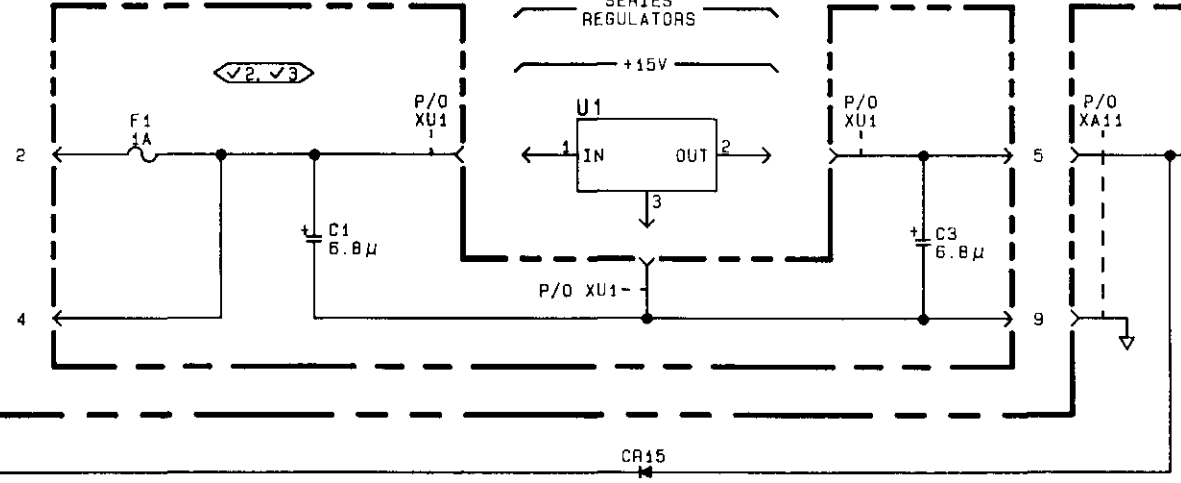 SERIES
REGULATORS
+15V
✓2, ✓3
P/O
XU1
U1
P/O
XU1
P/O
XA11
F1
1A
2
1
IN
OUT
2
5
3
+
C1
6.8µ
+
C3
6.8µ
P/O XU1
4
9
CR15